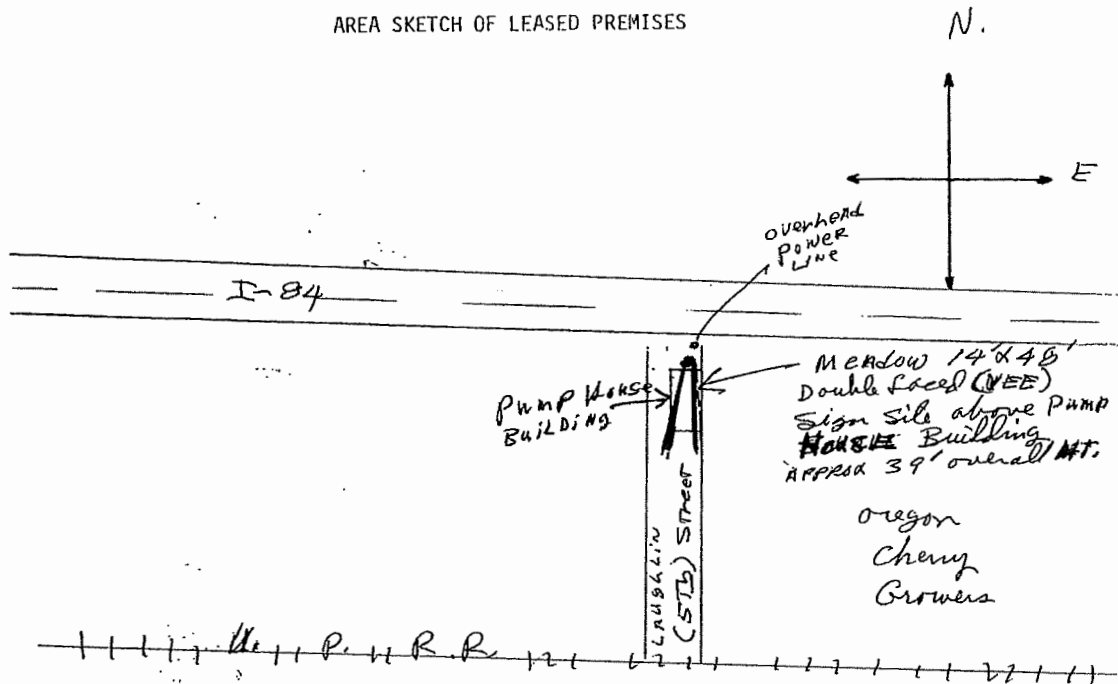 AREA SKETCH OF LEASED PREMISES
N.
E
overhead
Power
Line
I-84
Pump House
Building
Meadow 14'x48'
Double faced (VEE)
Sign Site above Pump
House Building
Approx 39' overall HT.
Laughlin
(5Th) Street
oregon
Cherry
Growers
U. P. R.R.